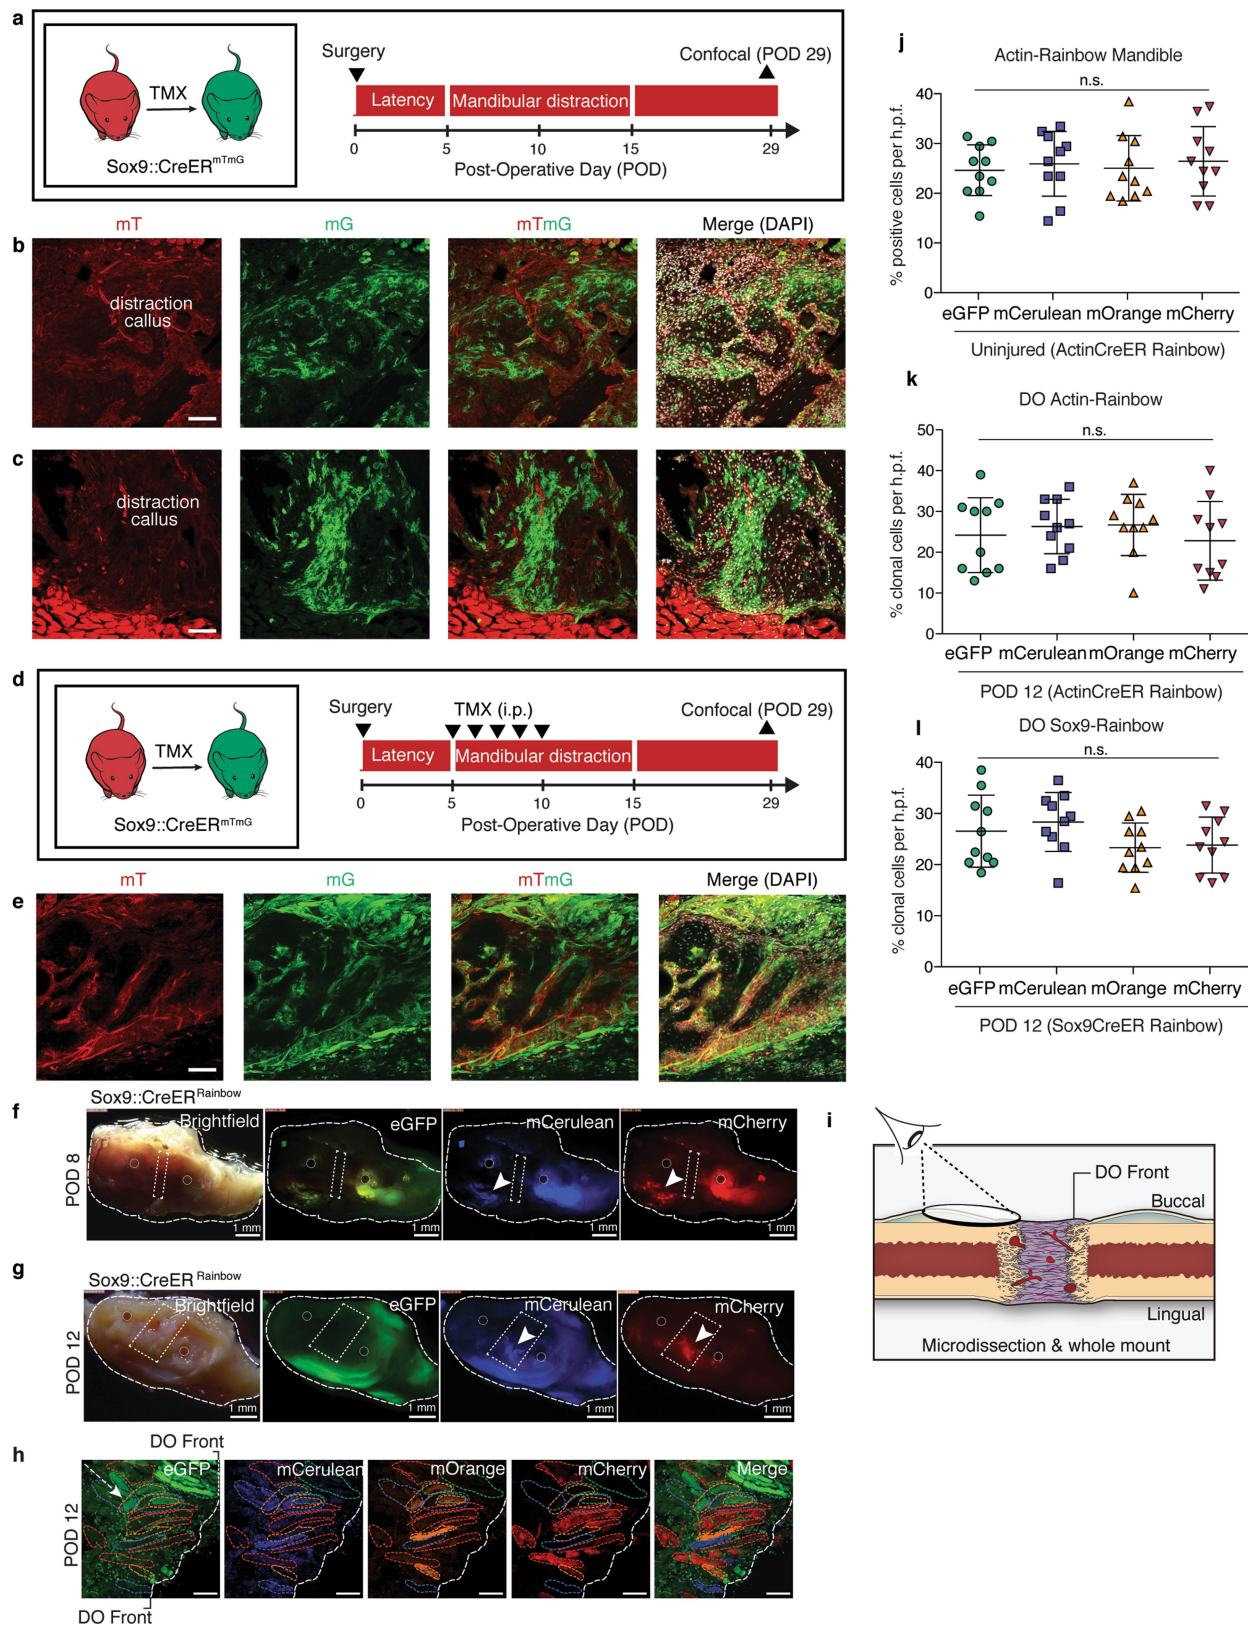 a
Surgery
Confocal (POD 29)
TMX
Latency
Mandibular distraction
Sox9::CreERmTmG
0
5
10
15
29
Post-Operative Day (POD)
mT
mG
mTmG
Merge (DAPI)
b
distraction
callus
c
distraction
callus
d
Surgery
TMX (i.p.)
Confocal (POD 29)
TMX
Latency
Mandibular distraction
Sox9::CreERmTmG
0
5
10
15
29
Post-Operative Day (POD)
mT
mG
mTmG
Merge (DAPI)
e
Sox9::CreERRainbow
f
POD 8
Brightfield
eGFP
mCerulean
mCherry
1 mm
1 mm
1 mm
1 mm
g
Sox9::CreERRainbow
POD 12
Brightfield
eGFP
mCerulean
mCherry
1 mm
1 mm
1 mm
1 mm
h
DO Front
POD 12
eGFP
mCerulean
mOrange
mCherry
Merge
DO Front
i
DO Front
Buccal
Lingual
Microdissection & whole mount
j
Actin-Rainbow Mandible
n.s.
% positive cells per h.p.f.
40
30
20
10
0
eGFP mCerulean mOrange mCherry
Uninjured (ActinCreER Rainbow)
k
DO Actin-Rainbow
n.s.
% clonal cells per h.p.f.
50
40
30
20
10
0
eGFP mCerulean mOrange mCherry
POD 12 (ActinCreER Rainbow)
l
DO Sox9-Rainbow
n.s.
% clonal cells per h.p.f.
40
30
20
10
0
eGFP mCerulean mOrange mCherry
POD 12 (Sox9CreER Rainbow)